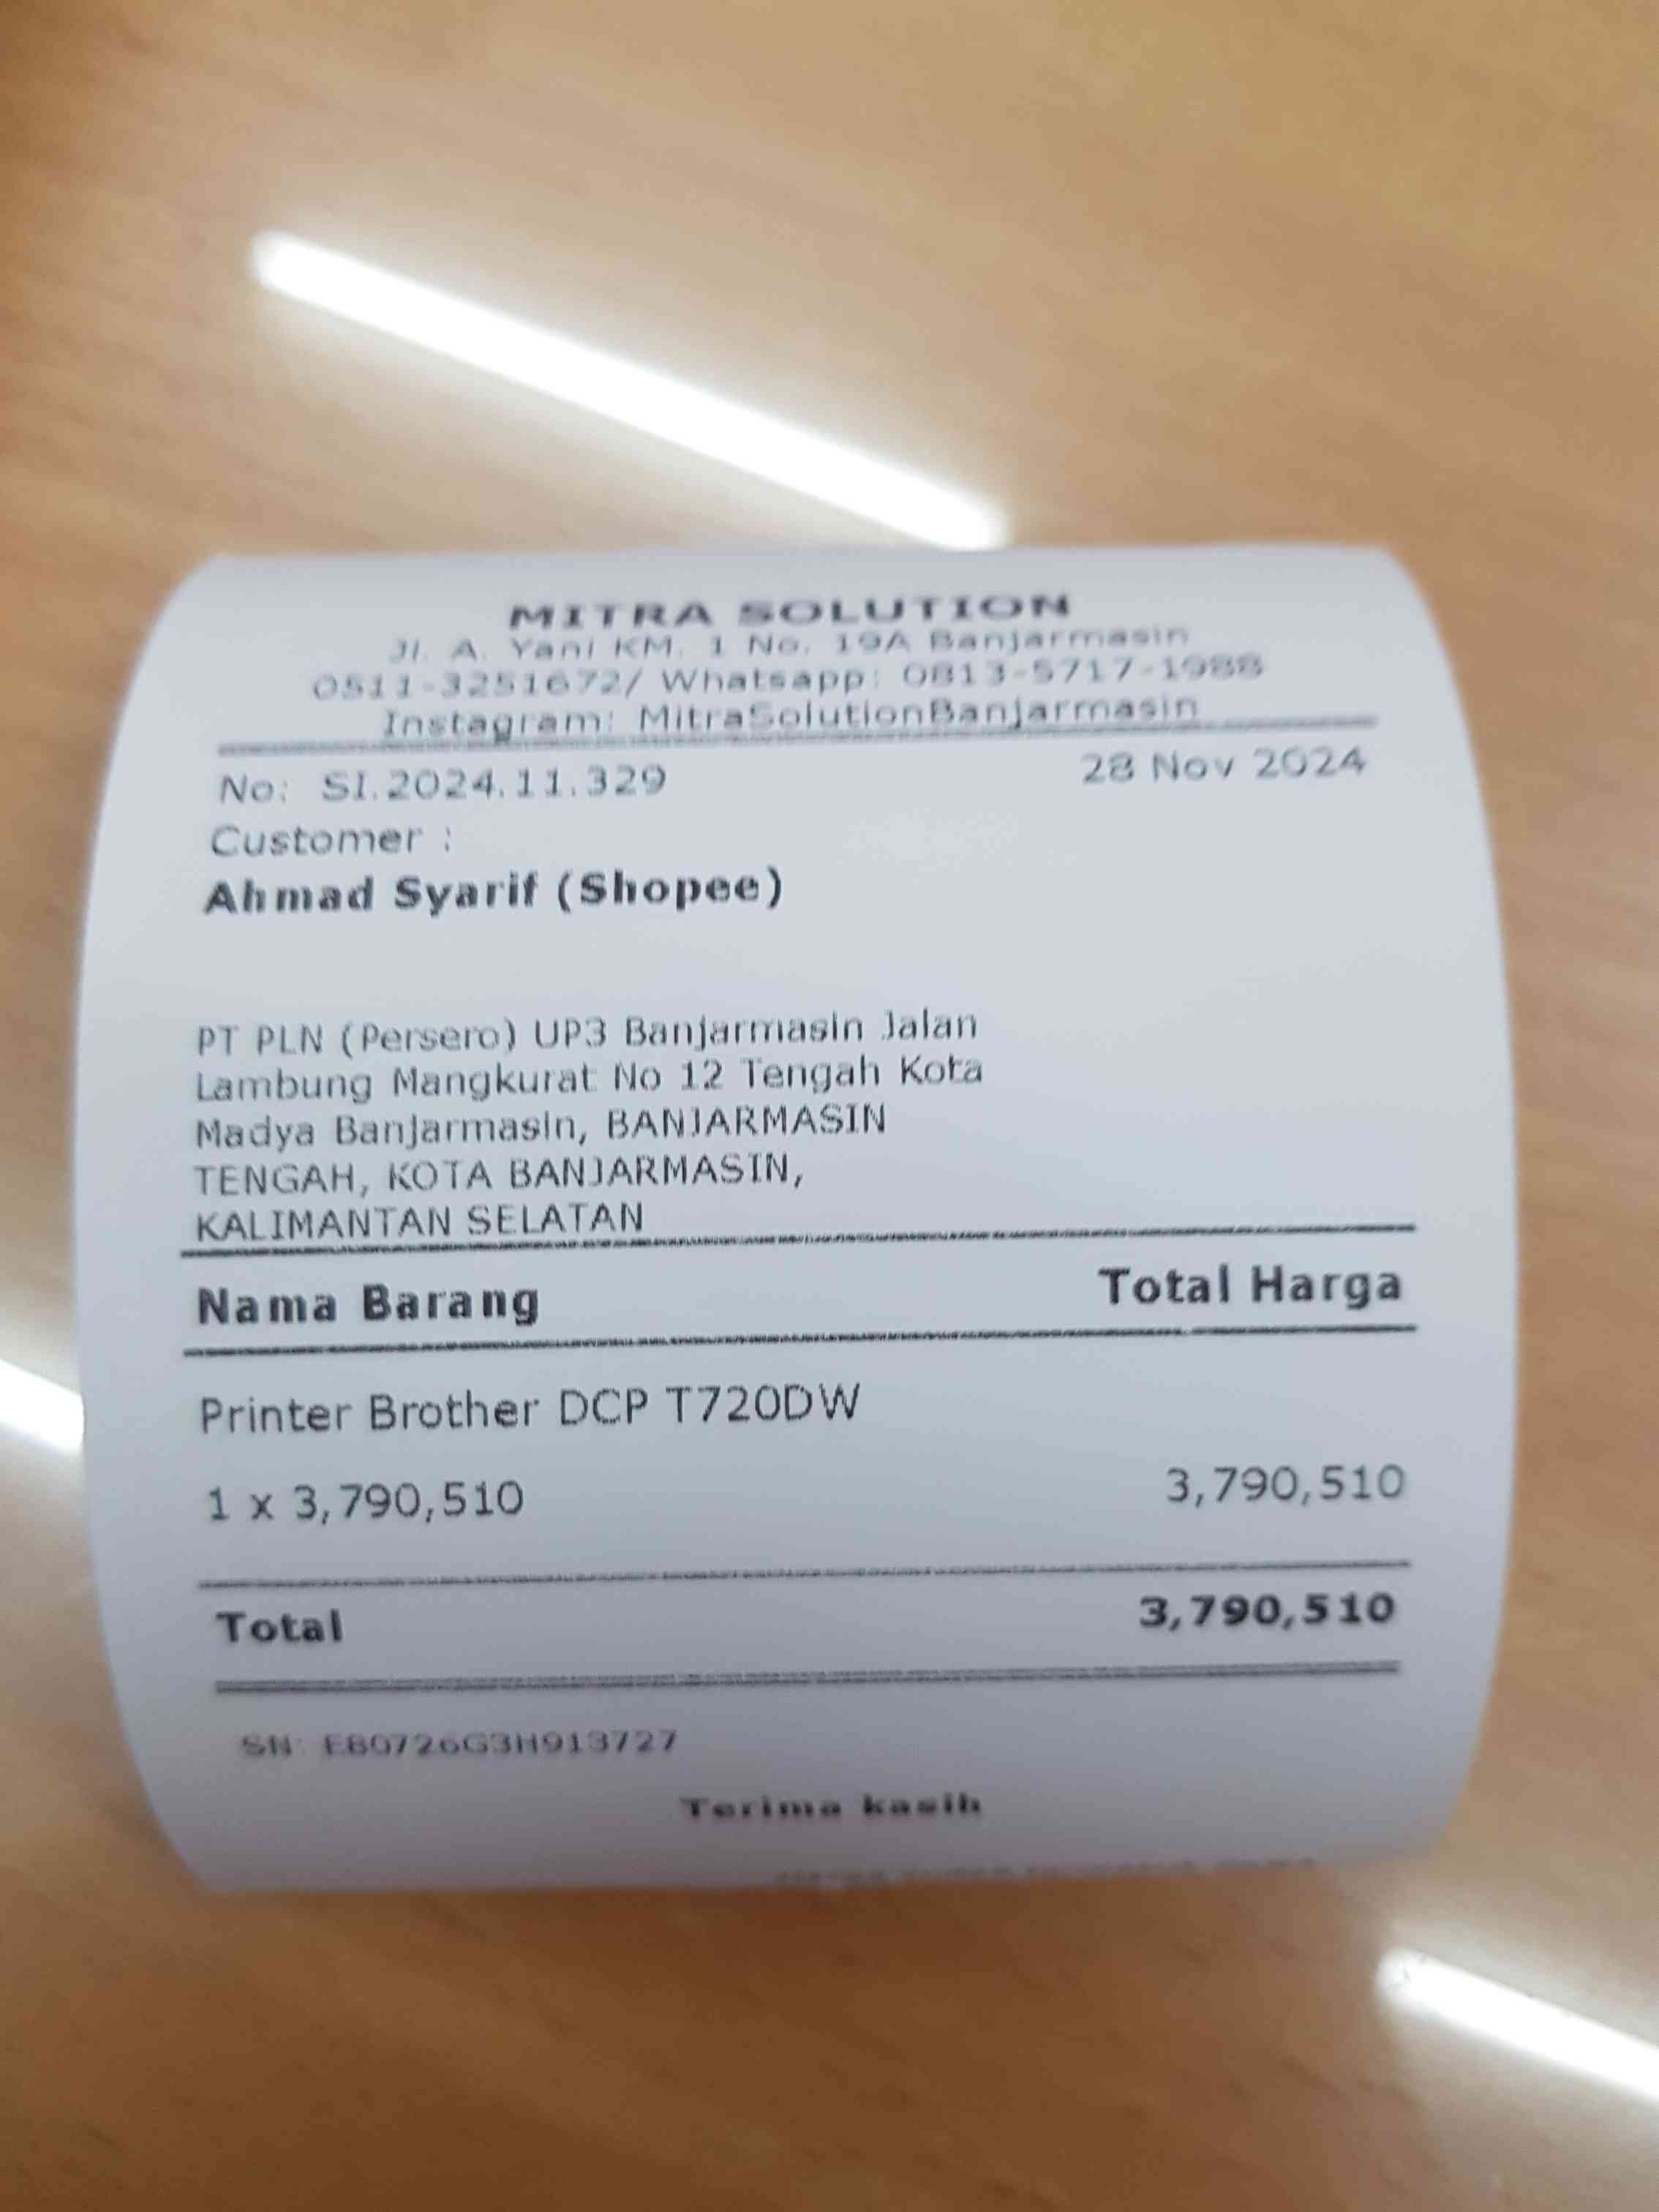 MITRA SOLUTION
Jl. A. Yani KM. 1 No. 19A Banjarmasin
0511-3251672/ Whatsapp: 0813-5717-1988
Instagram: MitraSolutionBanjarmasin
No: SI.2024.11.329 28 Nov 2024
Customer :
Ahmad Syarif (Shopee)
PT PLN (Persero) UP3 Banjarmasin Jalan
Lambung Mangkurat No 12 Tengah Kota
Madya Banjarmasin, BANJARMASIN
TENGAH, KOTA BANJARMASIN,
KALIMANTAN SELATAN
Nama Barang Total Harga
Printer Brother DCP T720DW
1 x 3,790,510 3,790,510
Total 3,790,510
SN: E80726G3H913727
Terima kasih